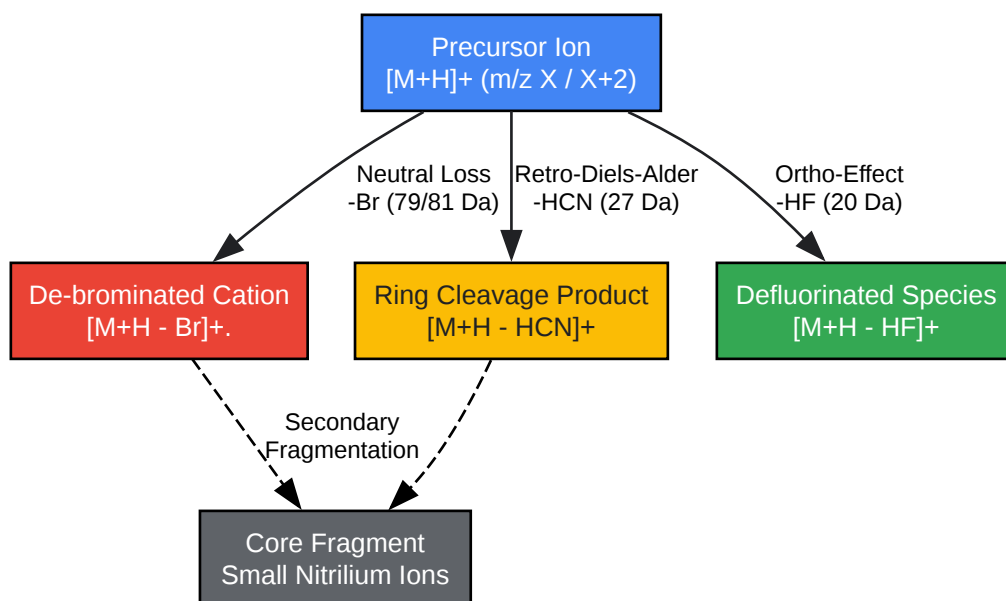 Precursor Ion
[M+H]+ (m/z X / X+2)
Neutral Loss
-Br (79/81 Da)
Retro-Diels-Alder
-HCN (27 Da)
Ortho-Effect
-HF (20 Da)
De-brominated Cation
[M+H - Br]+.
Ring Cleavage Product
[M+H - HCN]+
Defluorinated Species
[M+H - HF]+
Secondary
Fragmentation
Core Fragment
Small Nitrilium Ions